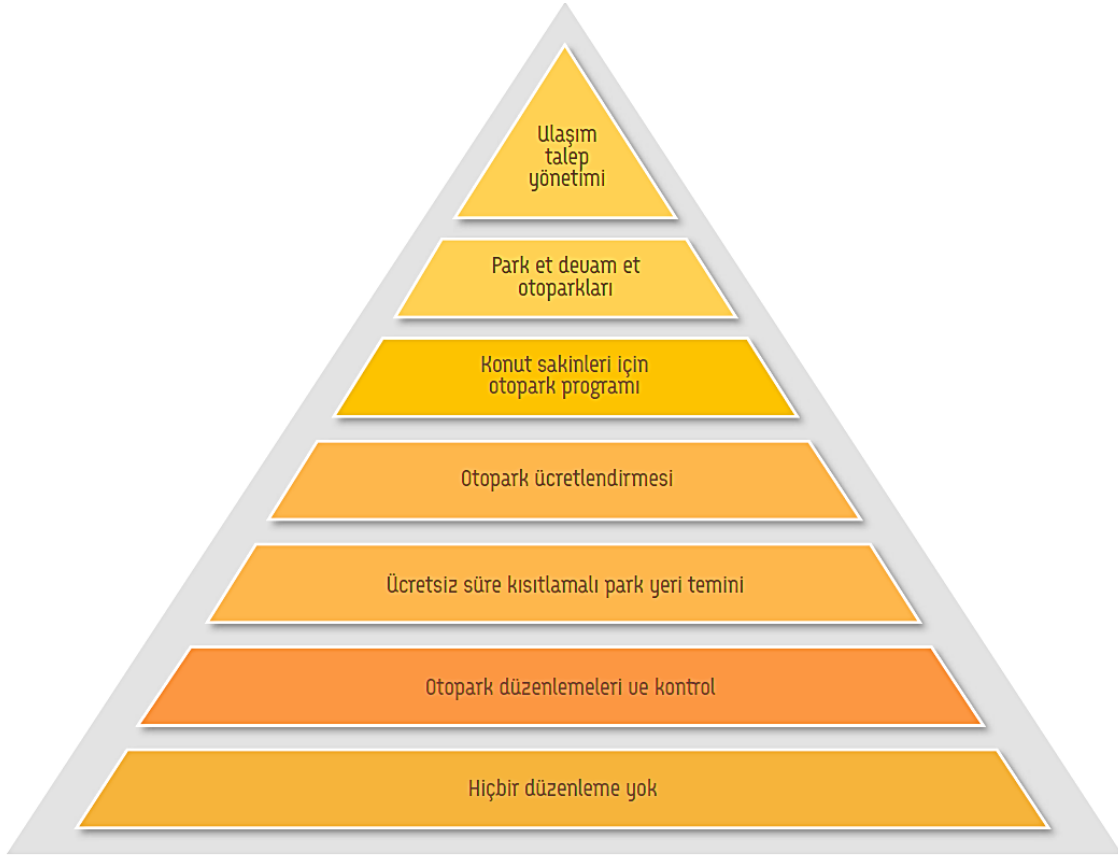 Ulaşım
talep
yönetimi
Park et devam et
otoparkları
Konut sakinleri için
otopark programı
Otopark ücretlendirmesi
Ücretsiz süre kısıtlamalı park yeri temini
Otopark düzenlemeleri ve kontrol
Hiçbir düzenleme yok